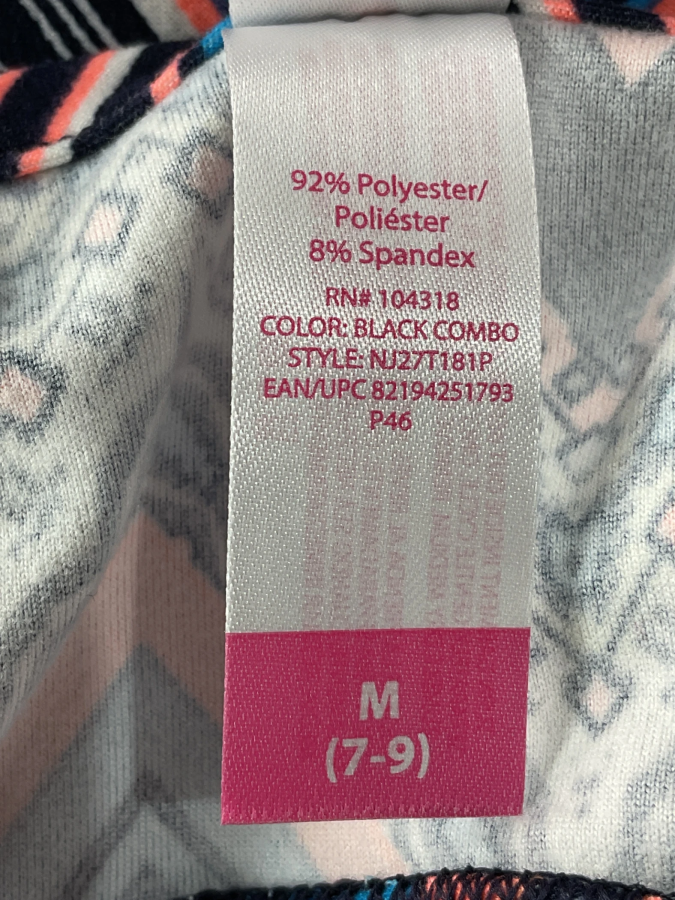 92% Polyester/
Poliéster
8% Spandex
RN# 104318
COLOR: BLACK COMBO
STYLE: NJ27T181P
EAN/UPC 82194251793
P46
M
(7-9)